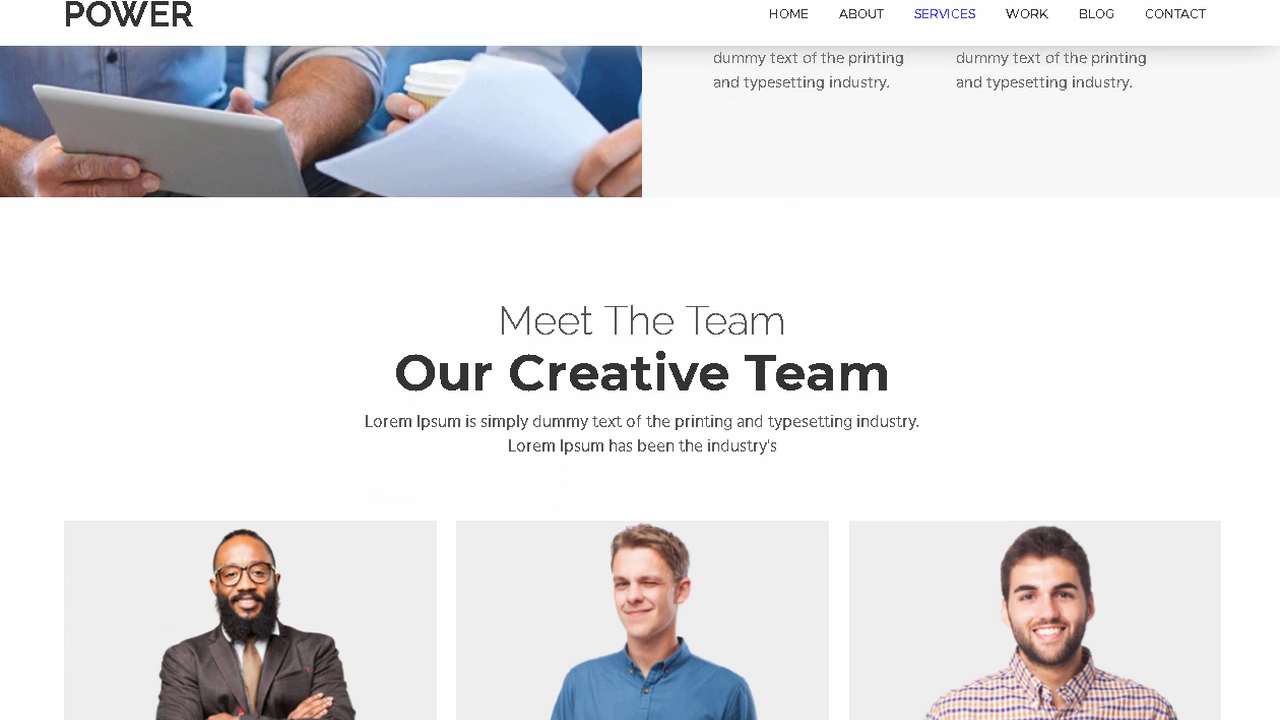 POWER
HOME ABOUT SERVICES WORK BLOG CONTACT
dummy text of the printing
and typesetting industry.
dummy text of the printing
and typesetting industry.
Meet The Team
Our Creative Team
Lorem Ipsum is simply dummy text of the printing and typesetting industry.
Lorem Ipsum has been the industry's